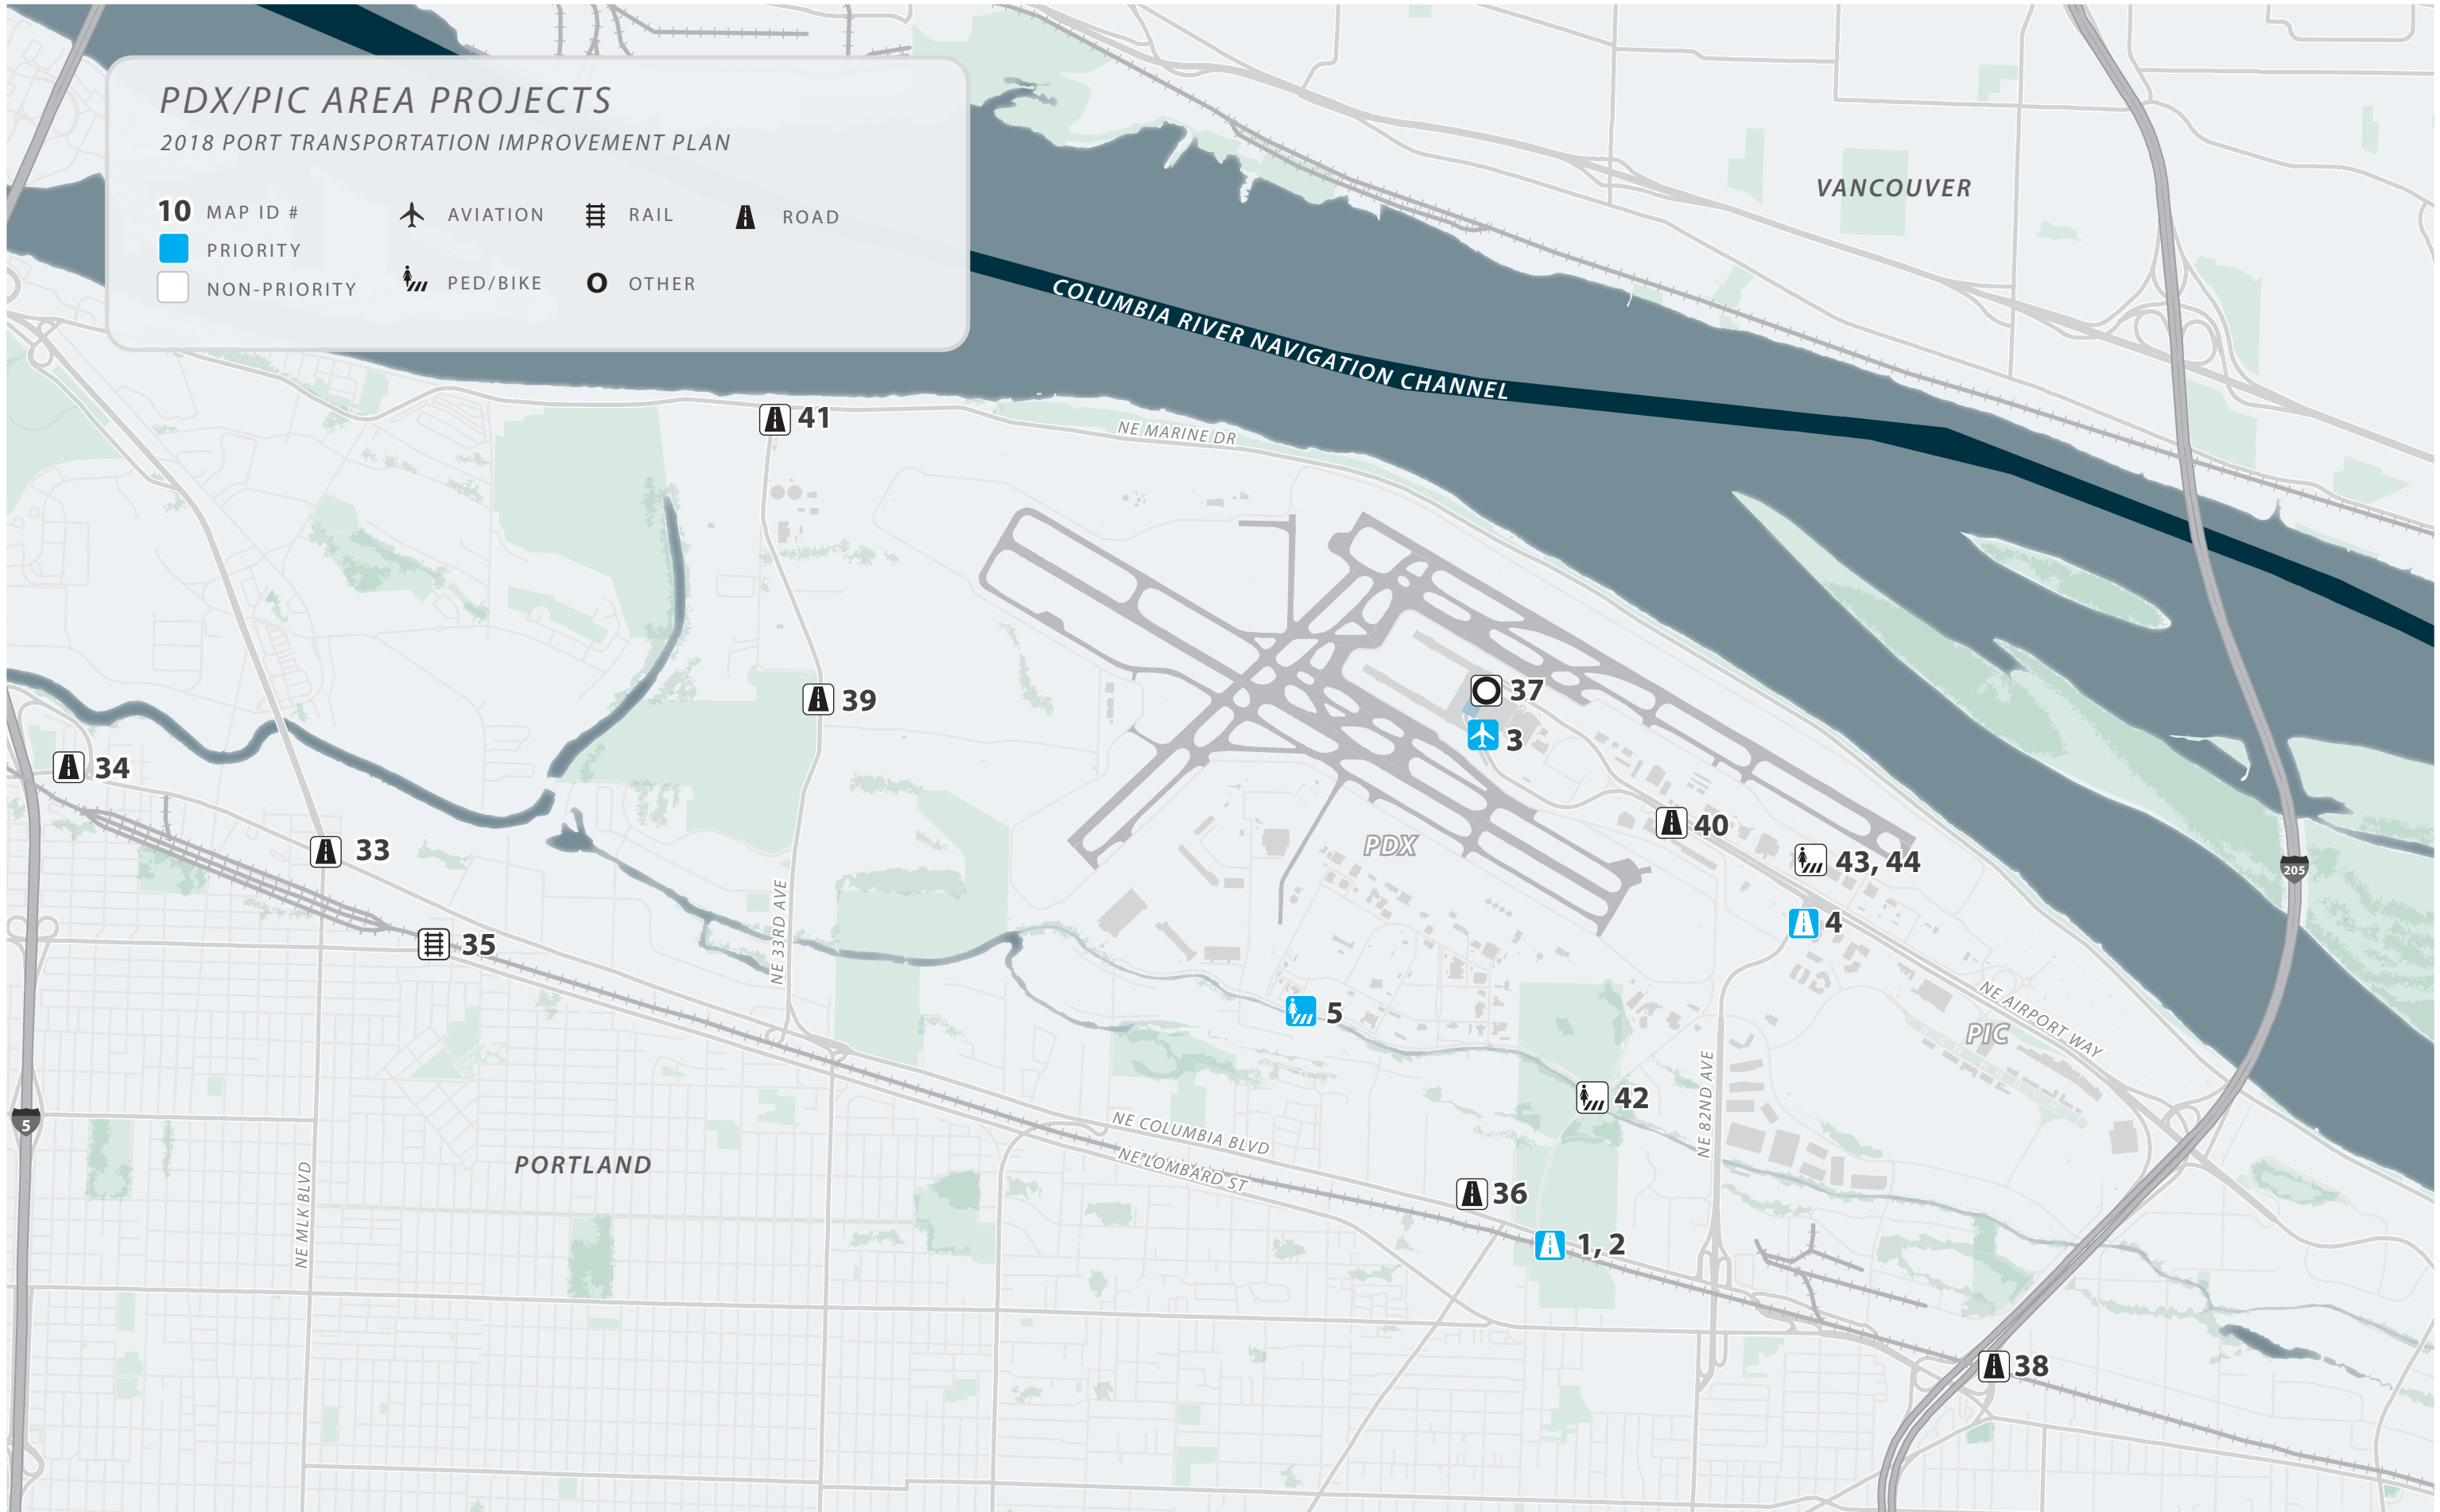 PDX/PIC AREA PROJECTS
2018 PORT TRANSPORTATION IMPROVEMENT PLAN
10 MAP ID #
PRIORITY
NON-PRIORITY
AVIATION
RAIL
ROAD
PED/BIKE
OTHER
VANCOUVER
COLUMBIA RIVER NAVIGATION CHANNEL
41
NE MARINE DR
39
37
3
34
33
PDX
40
43, 44
205
4
35
NE 33RD AVE
5
NE AIRPORT WAY
PIC
42
NE 82ND AVE
5
NE COLUMBIA BLVD
NE LOMBARD ST
PORTLAND
NE MLK BLVD
36
1, 2
38